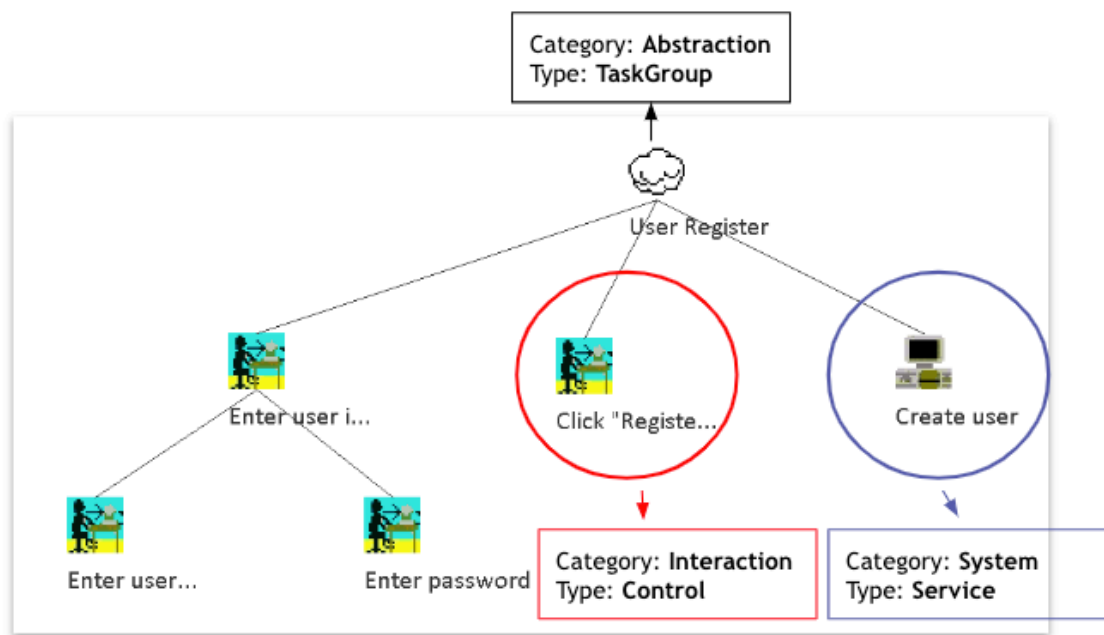 Category: Abstraction
Type: TaskGroup
User Register
Enter user i...
Click "Registe...
Create user
Enter user...
Enter password
Category: Interaction
Type: Control
Category: System
Type: Service